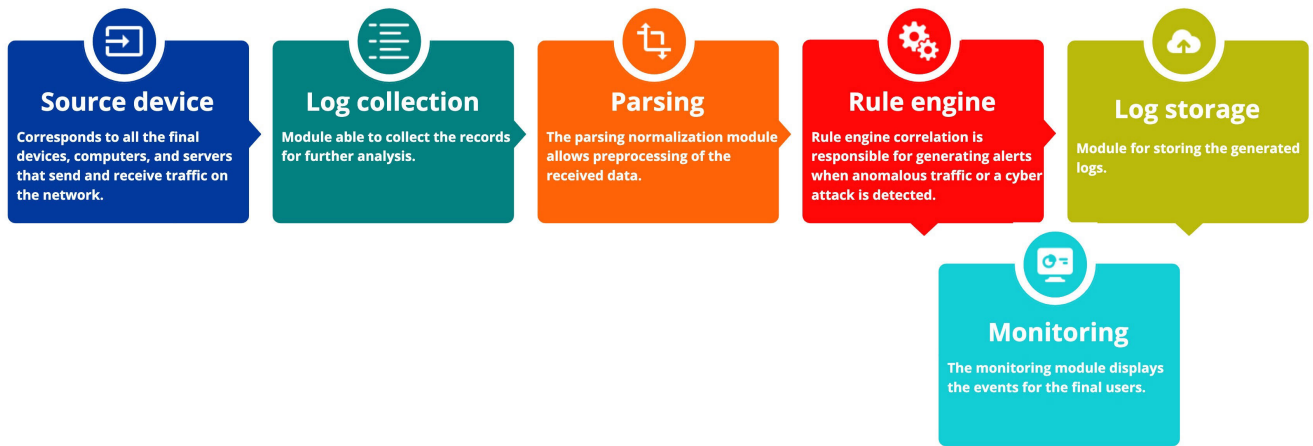 Source device
Corresponds to all the final
devices, computers, and servers
that send and receive traffic on
the network.
Log collection
Module able to collect the records
for further analysis.
Parsing
The parsing normalization module
allows preprocessing of the
received data.
Rule engine
Rule engine correlation is
responsible for generating alerts
when anomalous traffic or a cyber
attack is detected.
Log storage
Module for storing the generated
logs.
Monitoring
The monitoring module displays
the events for the final users.